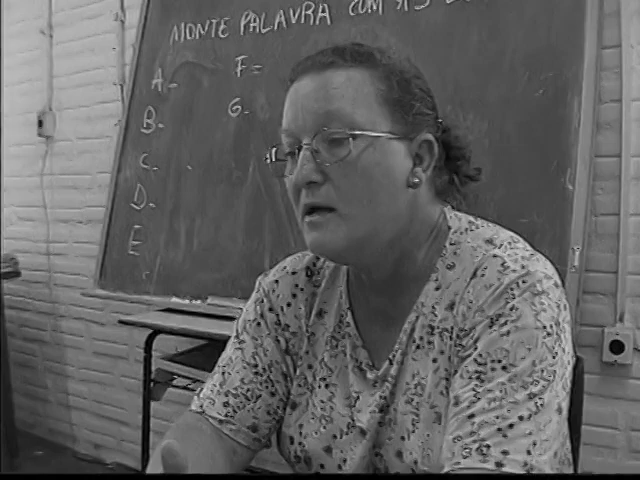 MONTE PALAVRA COM AS
A- F=
B- G-
C-
D-
E